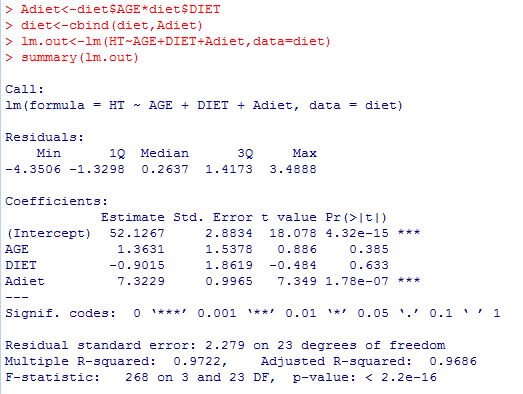 > Adiet<-diet$AGE*diet$DIET
> diet<-cbind(diet,Adiet)
> lm.out<-lm(HT~AGE+DIET+Adiet,data=diet)
> summary(lm.out)
Call:
lm(formula = HT ~ AGE + DIET + Adiet, data = diet)
Residuals:
    Min      1Q  Median      3Q     Max
-4.3506 -1.3298  0.2637  1.4173  3.4888
Coefficients:
            Estimate Std. Error t value Pr(>|t|)
(Intercept)  52.1267     2.8834  18.078 4.32e-15 ***
AGE           1.3631     1.5378   0.886    0.385
DIET         -0.9015     1.8619  -0.484    0.633
Adiet         7.3229     0.9965   7.349 1.78e-07 ***
---
Signif. codes:  0 ‘***’ 0.001 ‘**’ 0.01 ‘*’ 0.05 ‘.’ 0.1 ‘ ’ 1
Residual standard error: 2.279 on 23 degrees of freedom
Multiple R-squared:  0.9722,    Adjusted R-squared:  0.9686
F-statistic:   268 on 3 and 23 DF,  p-value: < 2.2e-16